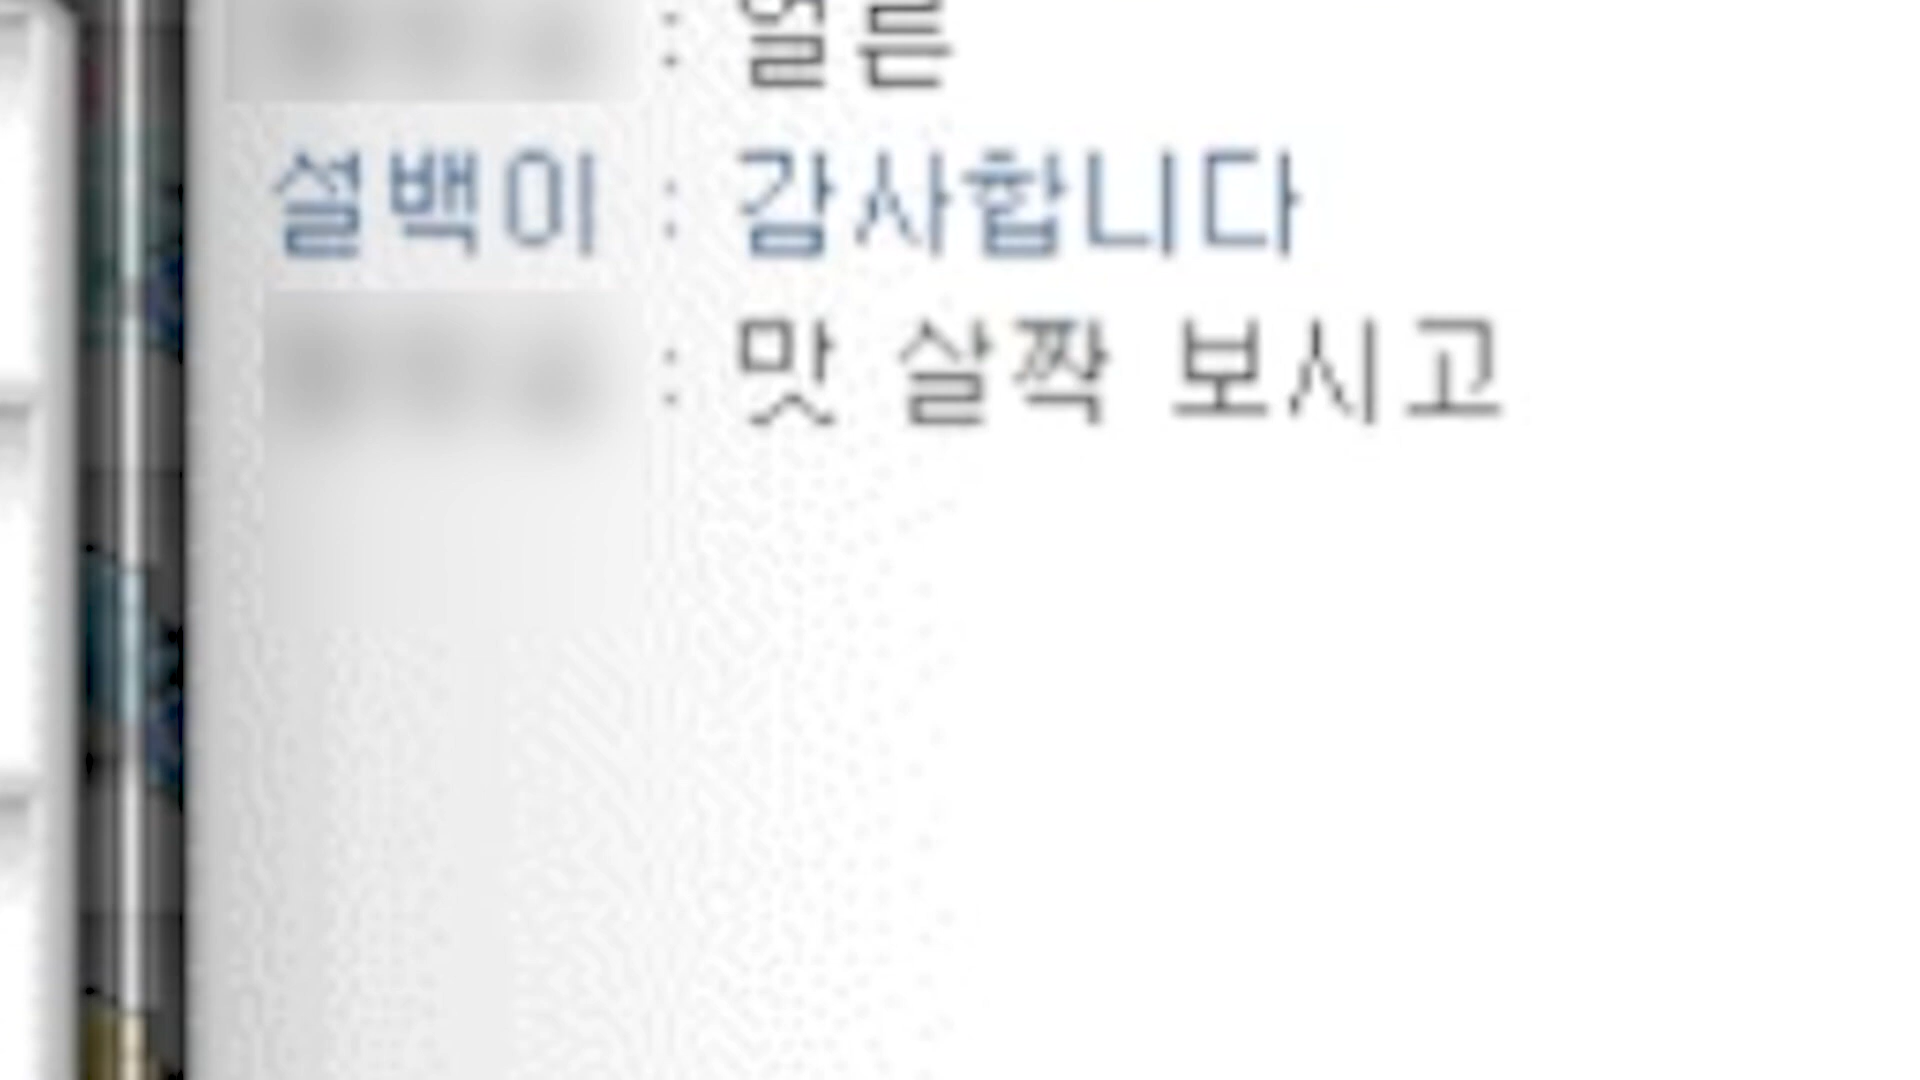 : 얼른
설백이 : 감사합니다
: 맛 살짝 보시고